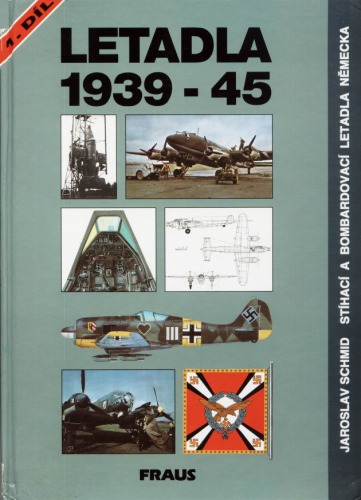 1. DÍL
LETADLA
1939 - 45
JAROSLAV SCHMID STÍHACÍ A BOMBARDOVACÍ LETADLA NĚMECKA
FRAUS